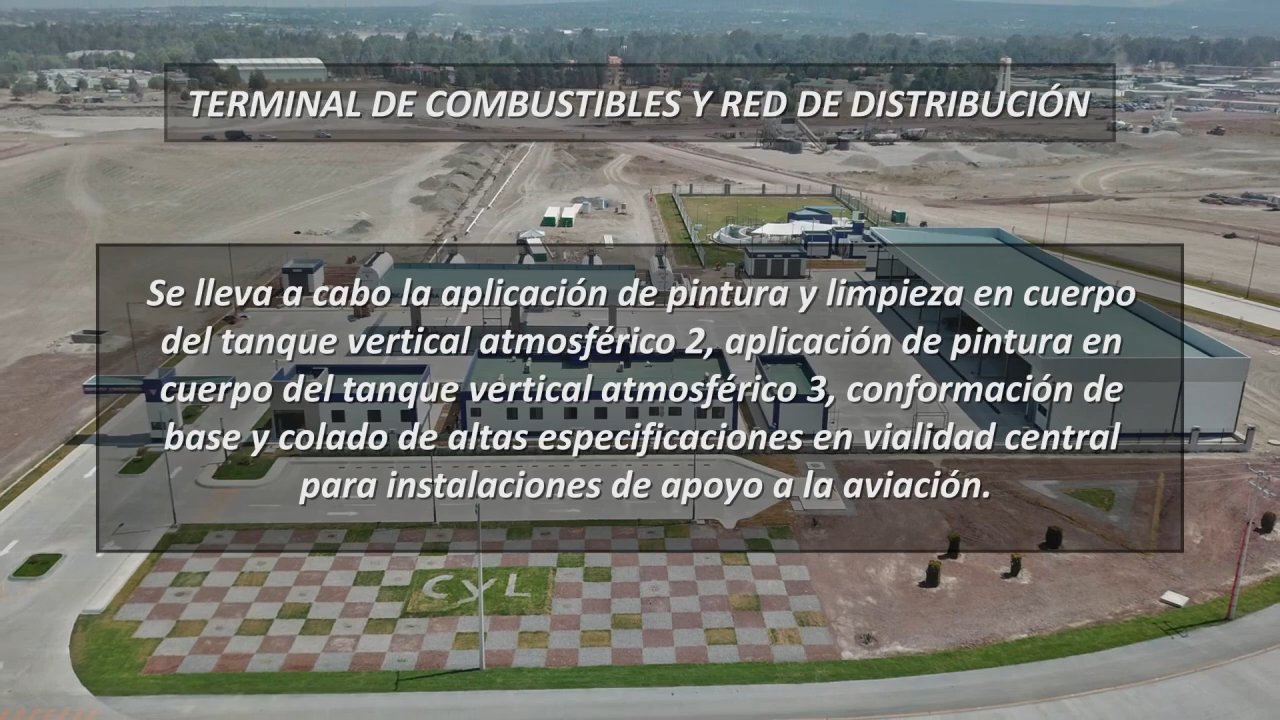 TERMINAL DE COMBUSTIBLES Y RED DE DISTRIBUCIÓN
Se lleva a cabo la aplicación de pintura y limpieza en cuerpo
del tanque vertical atmosférico 2, aplicación de pintura en
cuerpo del tanque vertical atmosférico 3, conformación de
base y colado de altas especificaciones en vialidad central
para instalaciones de apoyo a la aviación.
CyL